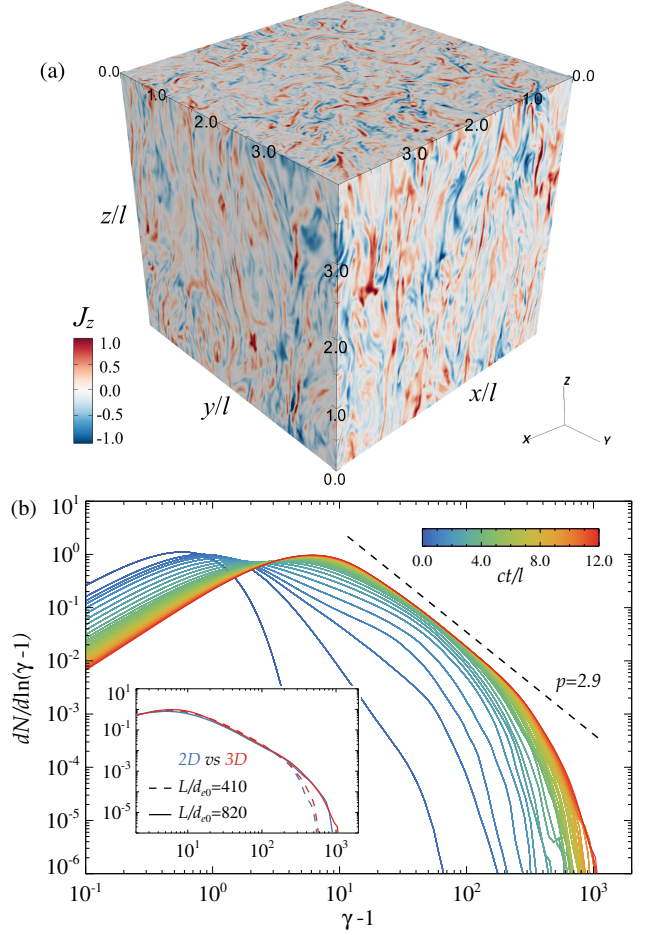 (a)
0.0
0.0
1.0
1.0
2.0
2.0
3.0
3.0
z/l
3.0
J_z
1.0
0.5
0.0
-0.5
-1.0
2.0
1.0
y/l
x/l
0.0
Z
X
Y
(b)
10^1
10^0
10^-1
10^-2
10^-3
10^-4
10^-5
10^-6
dN/dln(γ-1)
0.0 4.0 8.0 12.0
ct/l
p=2.9
10^1
10^-1
10^-3
10^-5
2D vs 3D
L/d_e0=410
L/d_e0=820
10^1 10^2 10^3
10^-1 10^0 10^1 10^2 10^3
γ-1